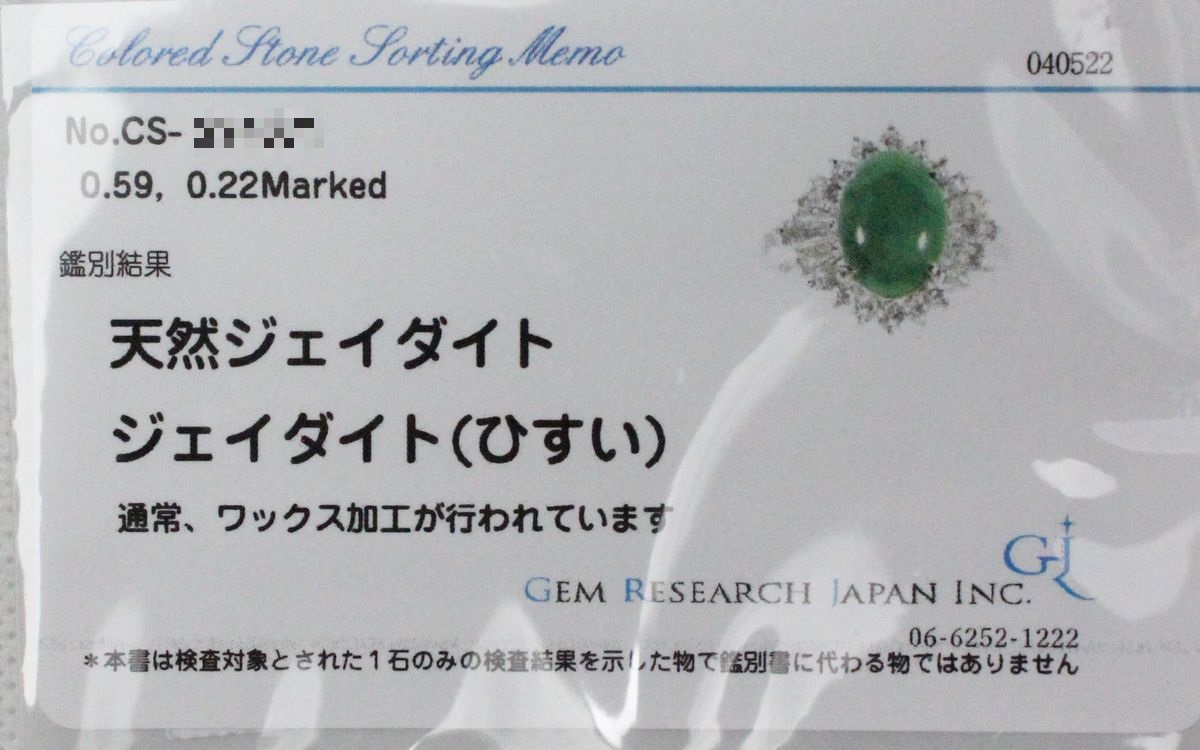 Colored Stone Sorting Memo
040522
No.CS-
0.59, 0.22Marked
鑑別結果
天然ジェイダイト
ジェイダイト(ひすい)
通常、ワックス加工が行われています
GJ
GEM RESEARCH JAPAN INC.
06-6252-1222
*本書は検査対象とされた1石のみの検査結果を示した物で鑑別書に代わる物ではありません